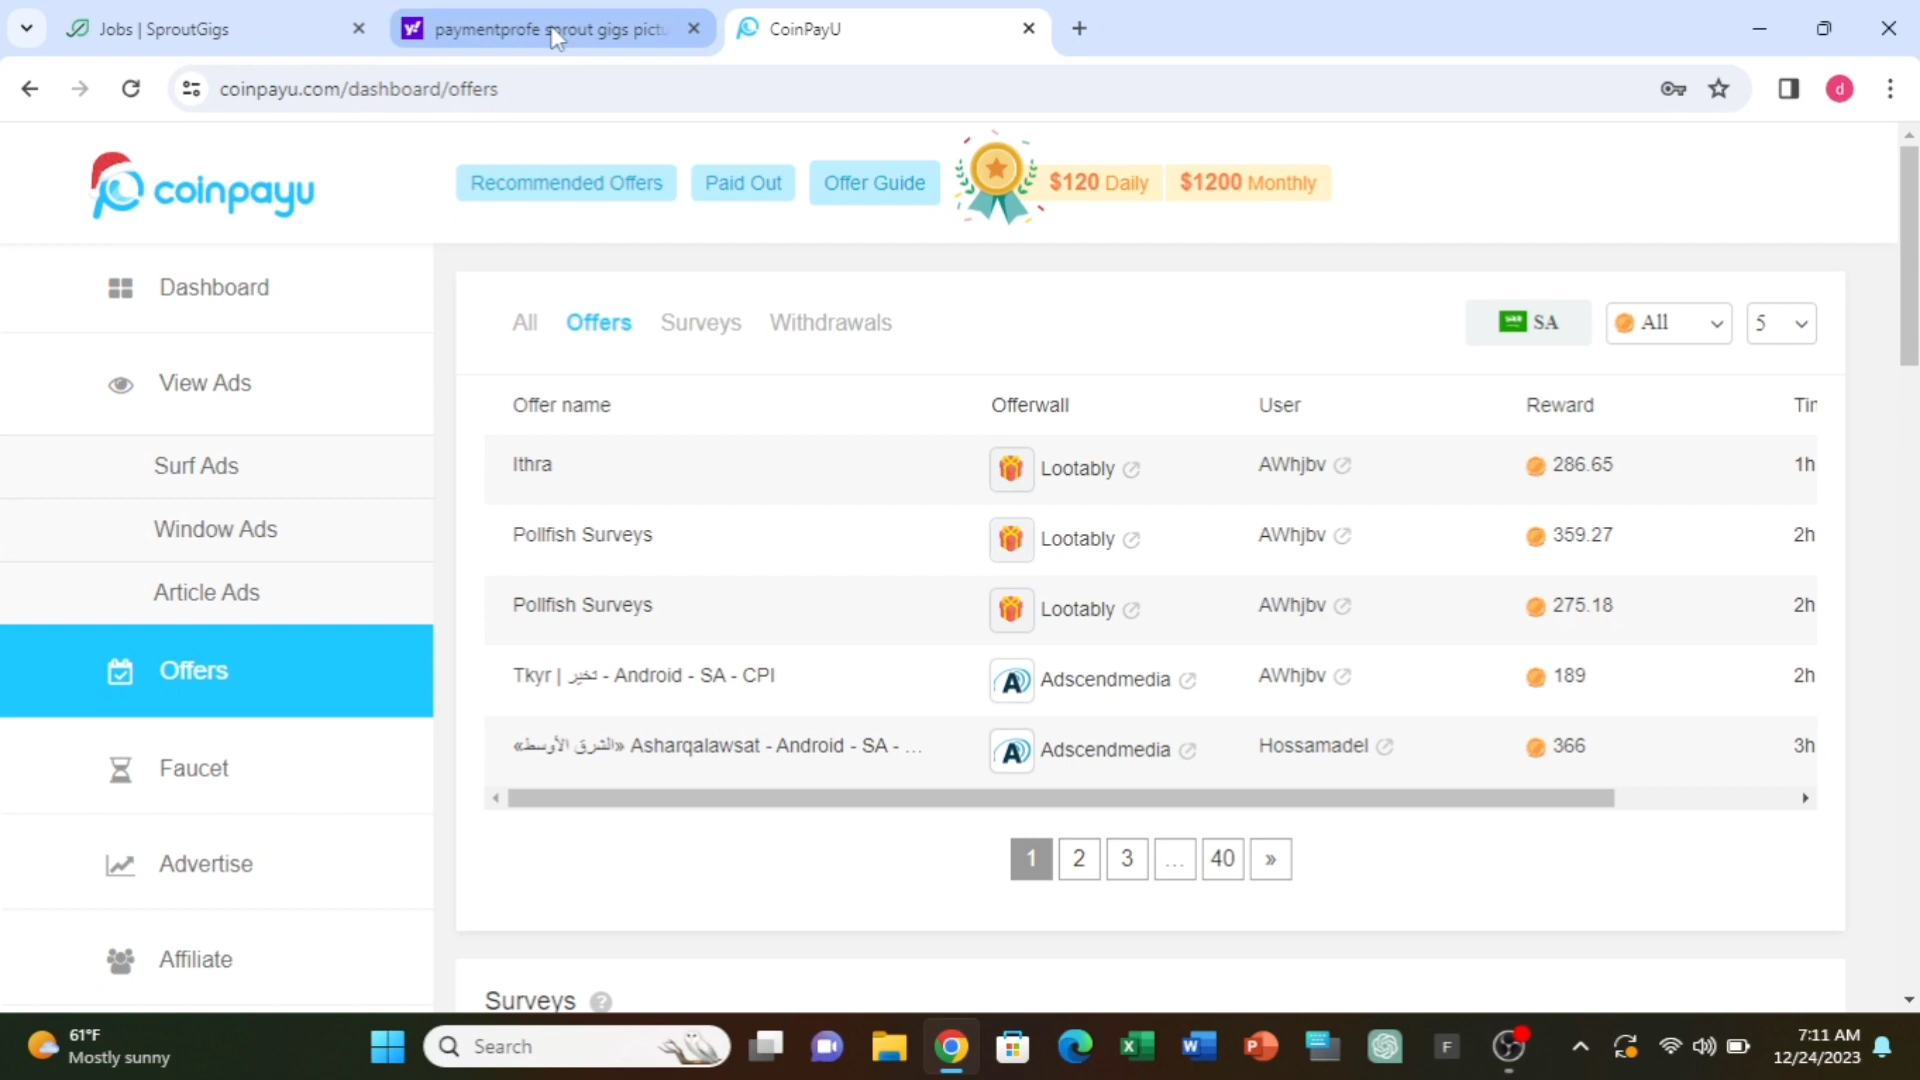 Jobs | SproutGigs
paymentprofe sprout gigs pictu
CoinPayU
coinpayu.com/dashboard/offers
d
coinpayu
Recommended Offers
Paid Out
Offer Guide
$120 Daily
$1200 Monthly
Dashboard
View Ads
Surf Ads
Window Ads
Article Ads
Offers
Faucet
Advertise
Affiliate
All Offers Surveys Withdrawals
SA
All
5
Offer name Offerwall User Reward Tim
Ithra Lootably AWhjbv 286.65 1h
Pollfish Surveys Lootably AWhjbv 359.27 2h
Pollfish Surveys Lootably AWhjbv 275.18 2h
Tkyr | تخير - Android - SA - CPI Adscendmedia AWhjbv 189 2h
«الشرق الأوسط» Asharqalawsat - Android - SA - ... Adscendmedia Hossamadel 366 3h
1 2 3 ... 40 »
Surveys ?
61°F
Mostly sunny
Search
F
7:11 AM
12/24/2023